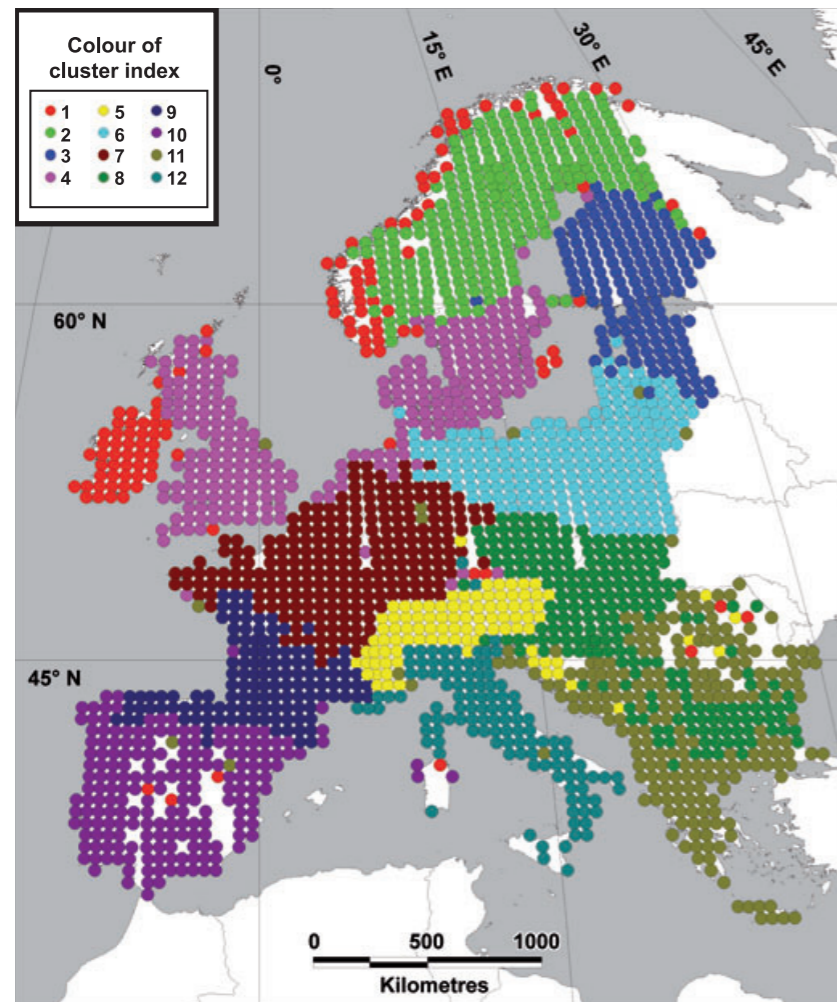 Colour of
cluster index
1 5 9
2 6 10
3 7 11
4 8 12
0°
15° E
30° E
45° E
60° N
45° N
0 500 1000
Kilometres